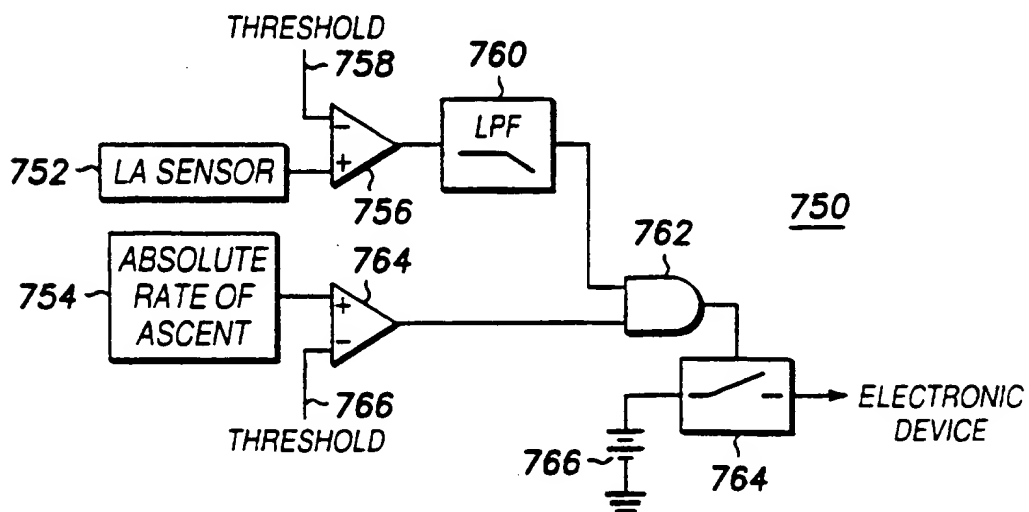 THRESHOLD
758
760
LPF
752
LA SENSOR
756
750
762
764
754
ABSOLUTE
RATE OF
ASCENT
766
THRESHOLD
ELECTRONIC
DEVICE
766
764